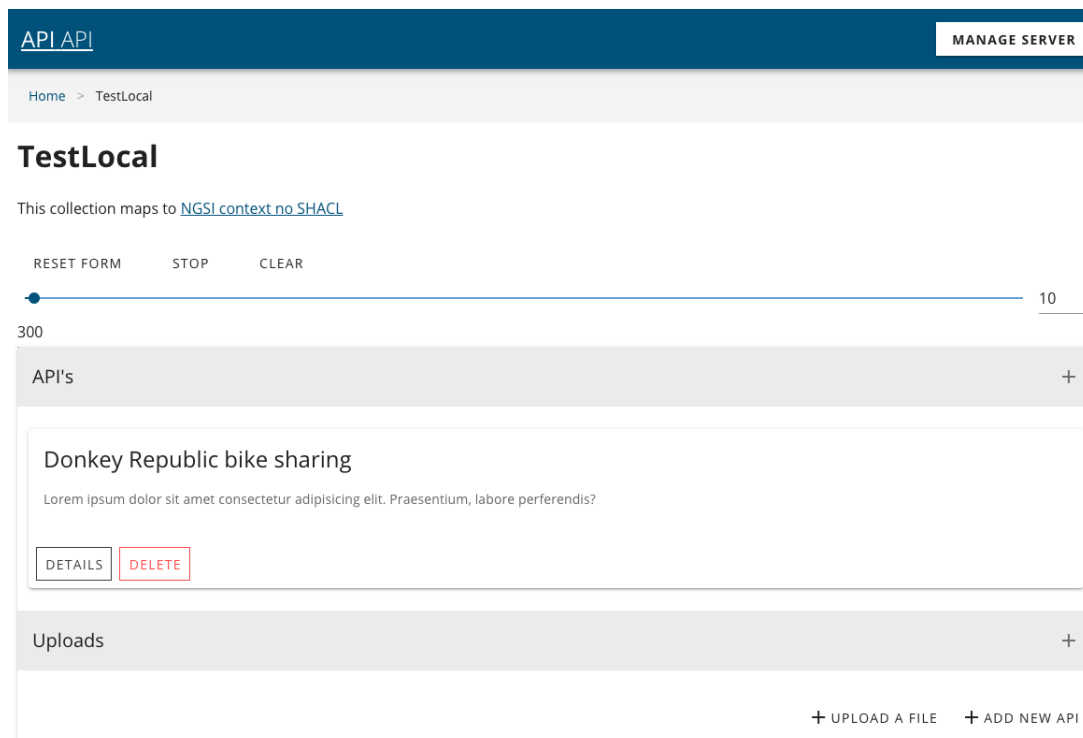 API API
MANAGE SERVER
Home > TestLocal
TestLocal
This collection maps to NGSI context no SHACL
RESET FORM STOP CLEAR
10
300
API's +
Donkey Republic bike sharing
Lorem ipsum dolor sit amet consectetur adipisicing elit. Praesentium, labore perferendis?
DETAILS DELETE
Uploads +
+ UPLOAD A FILE + ADD NEW API